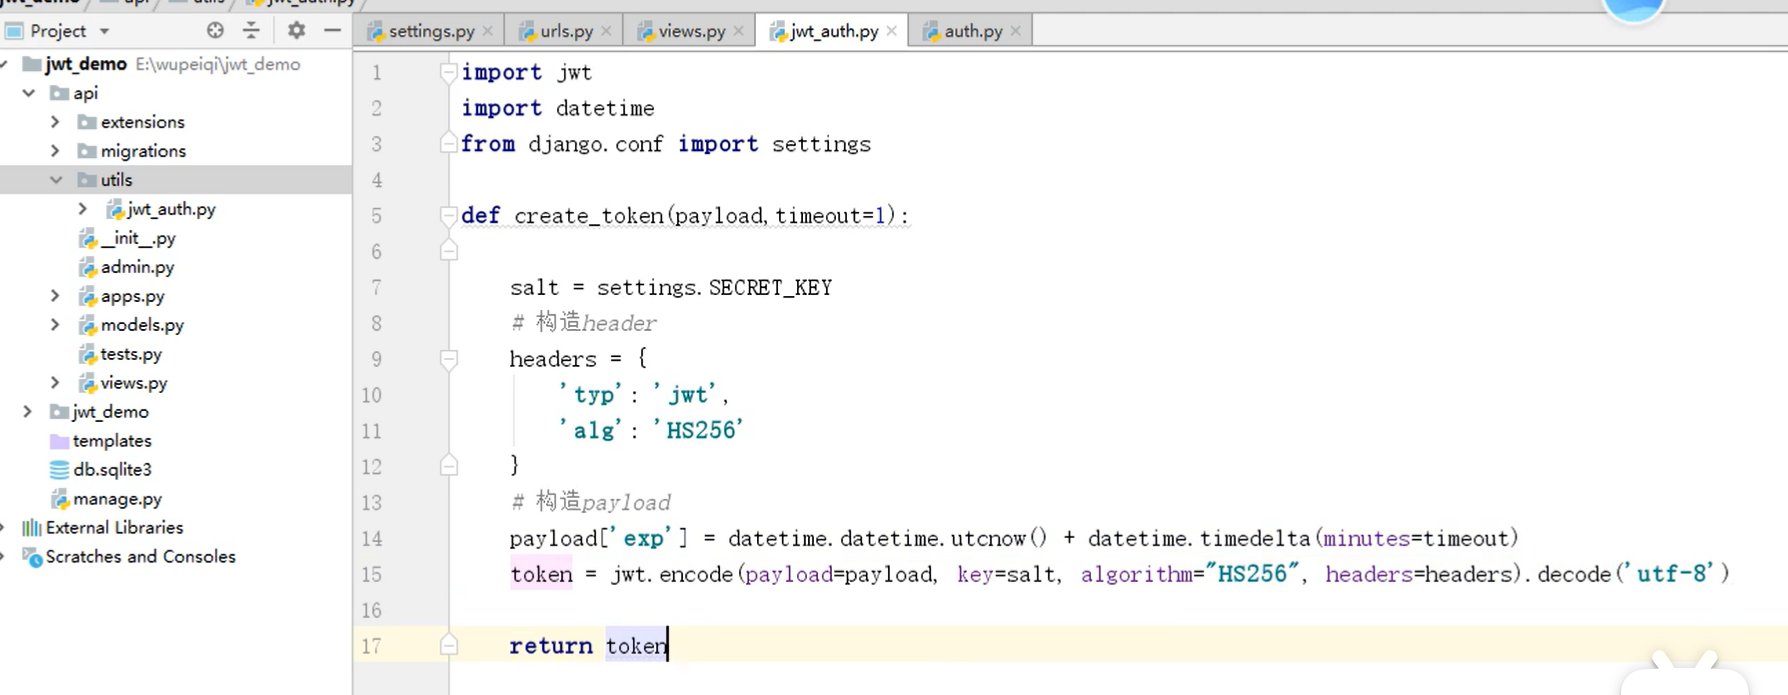 Project
jwt_demo E:\wupeiqi\jwt_demo
api
extensions
migrations
utils
jwt_auth.py
__init__.py
admin.py
apps.py
models.py
tests.py
views.py
jwt_demo
templates
db.sqlite3
manage.py
External Libraries
Scratches and Consoles
settings.py
urls.py
views.py
jwt_auth.py
auth.py
1 import jwt
2 import datetime
3 from django.conf import settings
4
5 def create_token(payload,timeout=1):
6
7 salt = settings.SECRET_KEY
8 # 构造header
9 headers = {
10 'typ': 'jwt',
11 'alg': 'HS256'
12 }
13 # 构造payload
14 payload['exp'] = datetime.datetime.utcnow() + datetime.timedelta(minutes=timeout)
15 token = jwt.encode(payload=payload, key=salt, algorithm="HS256", headers=headers).decode('utf-8')
16
17 return token